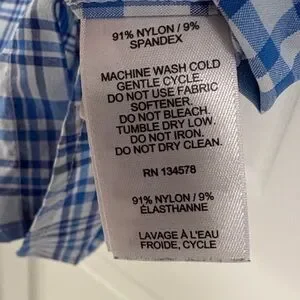 91% NYLON / 9%
SPANDEX
MACHINE WASH COLD
GENTLE CYCLE.
DO NOT USE FABRIC
SOFTENER.
DO NOT BLEACH.
TUMBLE DRY LOW.
DO NOT IRON.
DO NOT DRY CLEAN.
RN 134578
91% NYLON / 9%
ÉLASTHANNE
LAVAGE À L'EAU
FROIDE, CYCLE